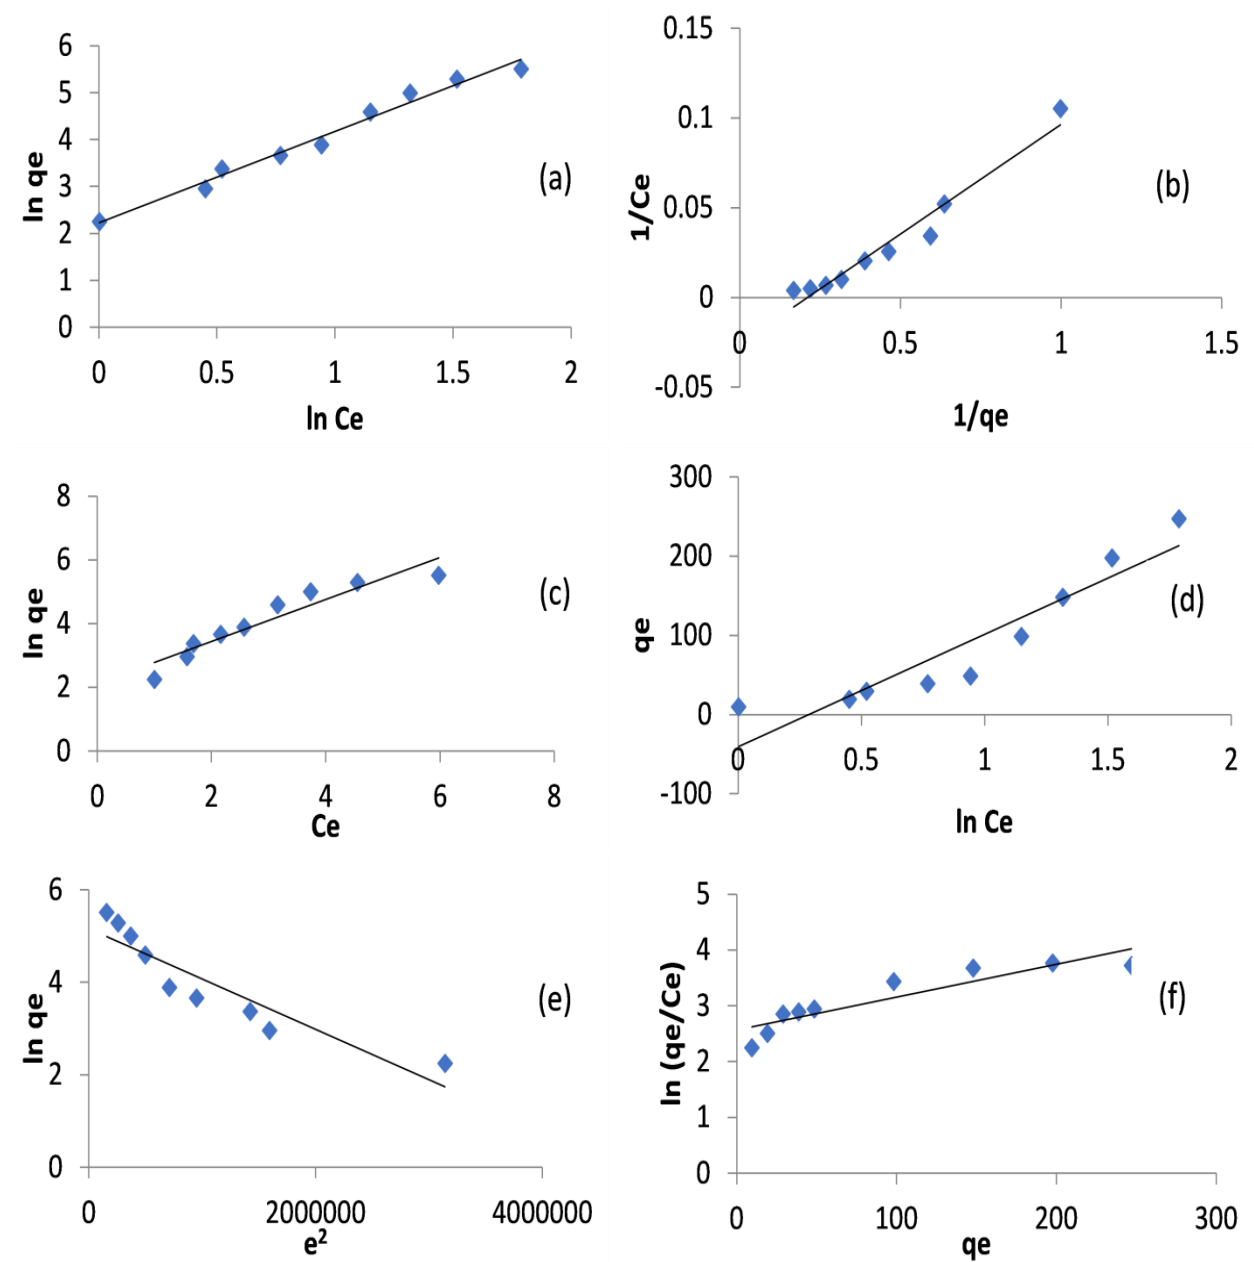 6
5
4
3
2
1
0
0 0.5 1 1.5 2
ln qe
ln Ce
(a)
0.15
0.1
0.05
0
-0.05
0 0.5 1 1.5
1/Ce
1/qe
(b)
8
6
4
2
0
0 2 4 6 8
ln qe
Ce
(c)
300
200
100
0
-100
0 0.5 1 1.5 2
qe
ln Ce
(d)
6
4
2
0
0 2000000 4000000
ln qe
e²
(e)
5
4
3
2
1
0
0 100 200 300
ln (qe/Ce)
qe
(f)